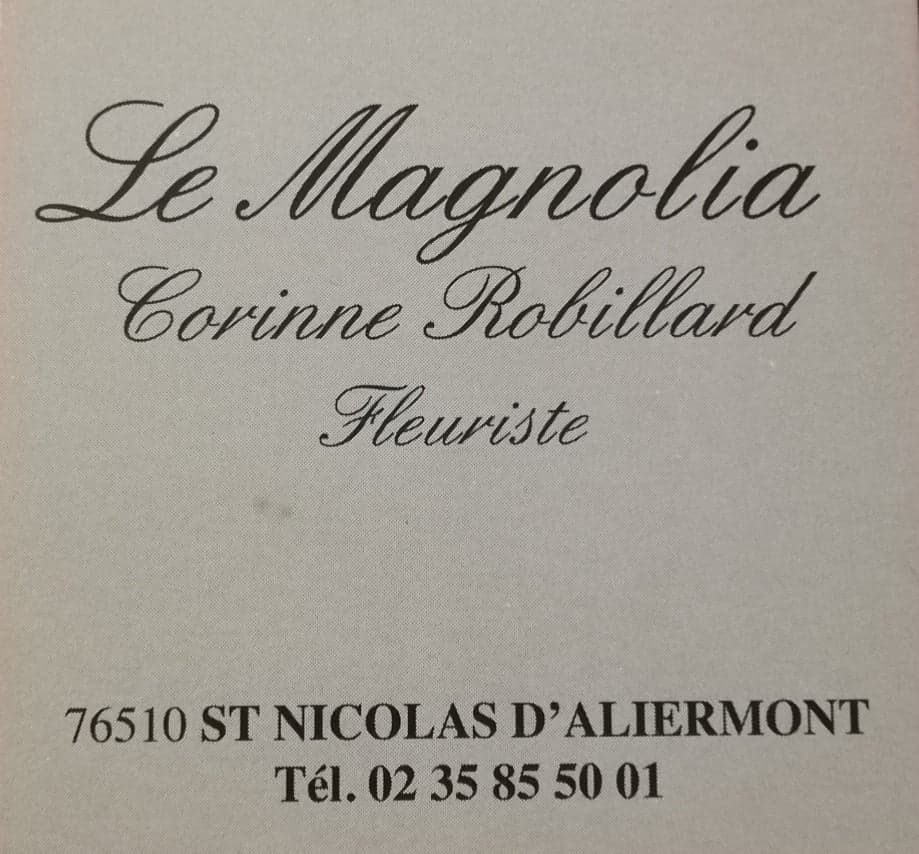 Le Magnolia
Corinne Robillard
Fleuriste
76510 ST NICOLAS D'ALIERMONT
Tél. 02 35 85 50 01